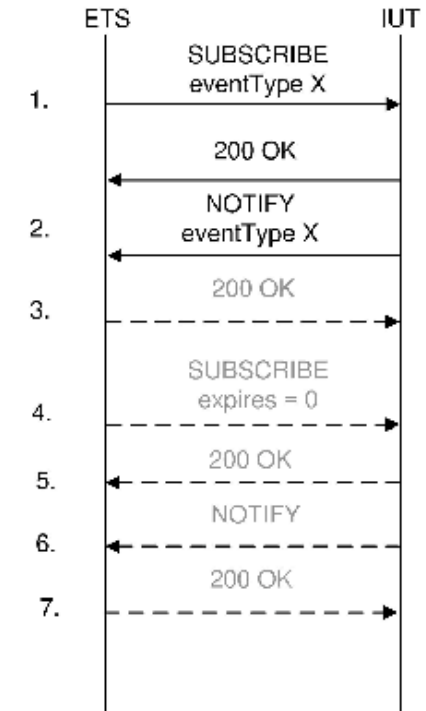 ETS IUT
SUBSCRIBE
eventType X
1.
200 OK
NOTIFY
2.
eventType X
200 OK
3.
SUBSCRIBE
expires = 0
4.
200 OK
5.
NOTIFY
6.
200 OK
7.